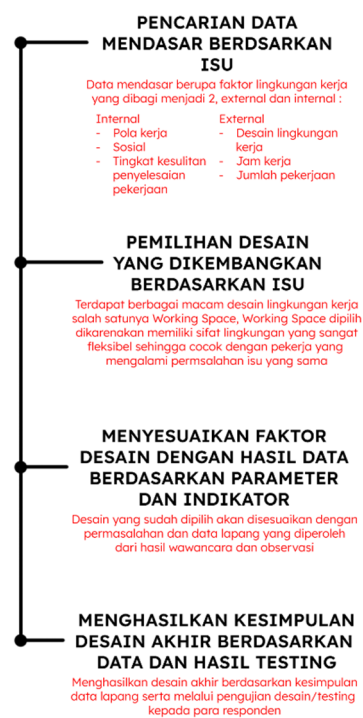 PENCARIAN DATA
MENDASAR BERDSARKAN
ISU
Data mendasar berupa faktor lingkungan kerja
yang dibagi menjadi 2, external dan internal :
Internal
- Pola kerja
- Sosial
- Tingkat kesulitan
penyelesaian
pekerjaan
External
- Desain lingkungan
kerja
- Jam kerja
- Jumlah pekerjaan
PEMILIHAN DESAIN
YANG DIKEMBANGKAN
BERDASARKAN ISU
Terdapat berbagai macam desain lingkungan kerja
salah satunya Working Space, Working Space dipilih
dikarenakan memiliki sifat lingkungan yang sangat
fleksibel sehingga cocok dengan pekerja yang
mengalami permsalahan isu yang sama
MENYESUAIKAN FAKTOR
DESAIN DENGAN HASIL DATA
BERDASARKAN PARAMETER
DAN INDIKATOR
Desain yang sudah dipilih akan disesuaikan dengan
permasalahan dan data lapang yang diperoleh
dari hasil wawancara dan observasi
MENGHASILKAN KESIMPULAN
DESAIN AKHIR BERDASARKAN
DATA DAN HASIL TESTING
Menghasilkan desain akhir berdasarkan kesimpulan
data lapang serta melalui pengujian desain/testing
kepada para responden